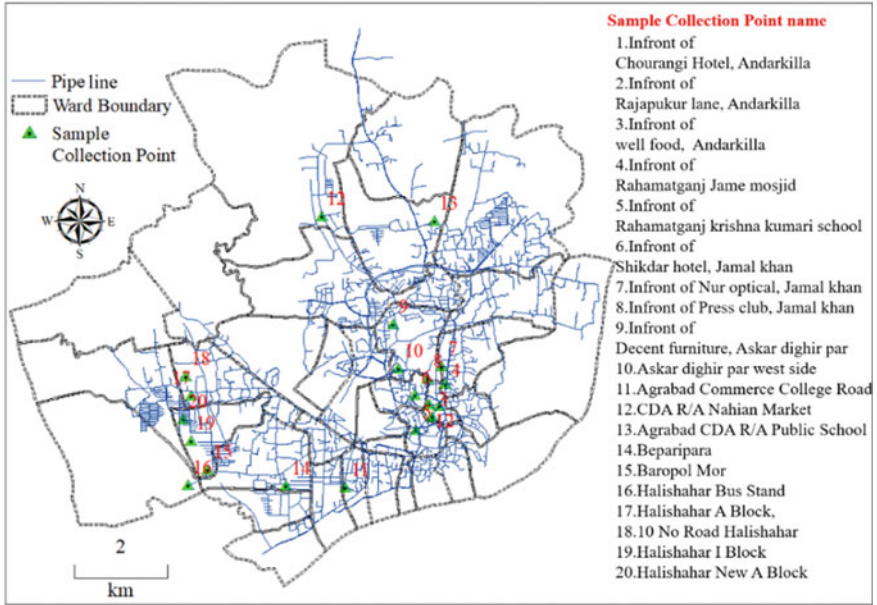 Sample Collection Point name
1.Infront of
Chourangi Hotel, Andarkilla
2.Infront of
Rajapukur lane, Andarkilla
3.Infront of
well food, Andarkilla
4.Infront of
Rahamatganj Jame mosjid
5.Infront of
Rahamatganj krishna kumari school
6.Infront of
Shikdar hotel, Jamal khan
7.Infront of Nur optical, Jamal khan
8.Infront of Press club, Jamal khan
9.Infront of
Decent furniture, Askar dighir par
10.Askar dighir par west side
11.Agrabad Commerce College Road
12.CDA R/A Nahian Market
13.Agrabad CDA R/A Public School
14.Beparipara
15.Baropol Mor
16.Halishahar Bus Stand
17.Halishahar A Block,
18.10 No Road Halishahar
19.Halishahar I Block
20.Halishahar New A Block
Pipe line
Ward Boundary
Sample
Collection Point
N
W E
S
12
13
9
10
7
8
4
18
17
20
19
15
16
14
11
2
km